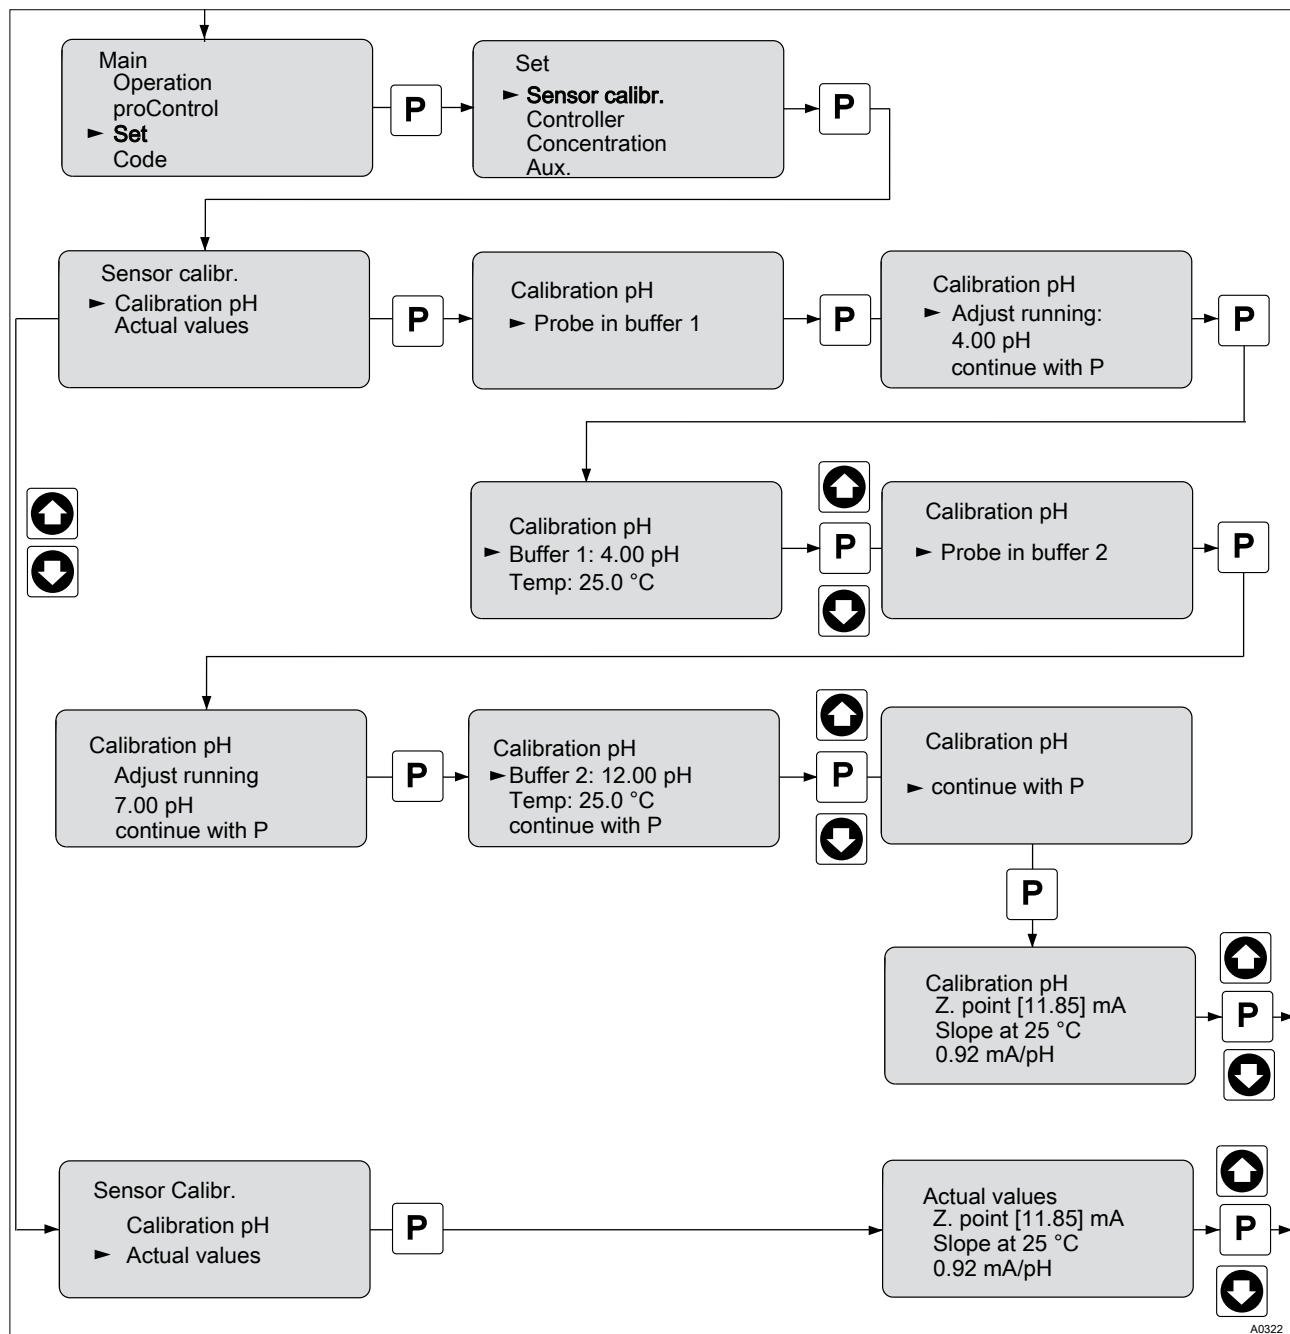 Main
Operation
proControl
► Set
Code
P
Set
► Sensor calibr.
Controller
Concentration
Aux.
P
Sensor calibr.
► Calibration pH
Actual values
P
Calibration pH
► Probe in buffer 1
P
Calibration pH
► Adjust running:
4.00 pH
continue with P
P
Calibration pH
► Buffer 1: 4.00 pH
Temp: 25.0 °C
P
Calibration pH
► Probe in buffer 2
P
Calibration pH
Adjust running
7.00 pH
continue with P
P
Calibration pH
► Buffer 2: 12.00 pH
Temp: 25.0 °C
continue with P
P
Calibration pH
► continue with P
P
Calibration pH
Z. point [11.85] mA
Slope at 25 °C
0.92 mA/pH
P
Sensor Calibr.
Calibration pH
► Actual values
P
Actual values
Z. point [11.85] mA
Slope at 25 °C
0.92 mA/pH
P
A0322